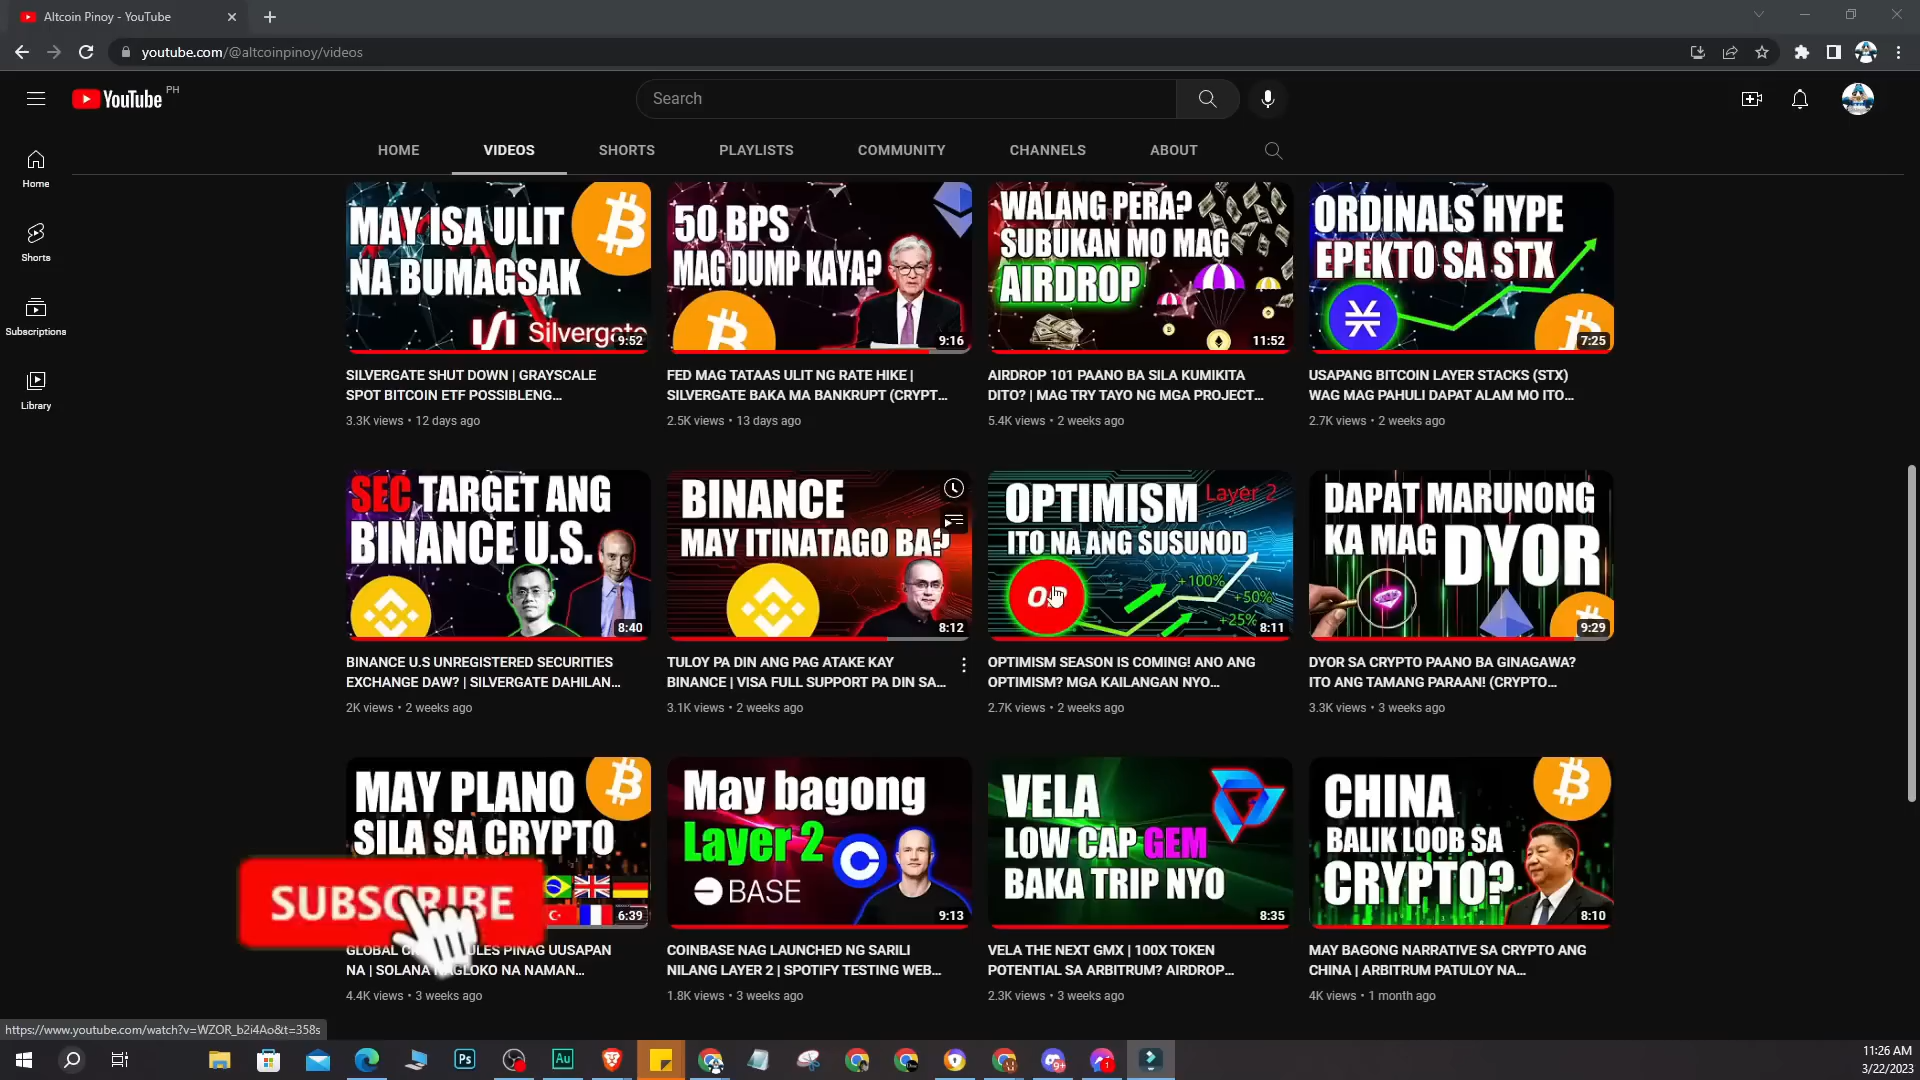 Altcoin Pinoy - YouTube
youtube.com/@altcoinpinoy/videos
YouTube PH
Search
HOME VIDEOS SHORTS PLAYLISTS COMMUNITY CHANNELS ABOUT
Home
Shorts
Subscriptions
Library
MAY ISA ULIT
NA BUMAGSAK
Silvergate
9:52
SILVERGATE SHUT DOWN | GRAYSCALE
SPOT BITCOIN ETF POSSIBLENG...
3.3K views • 12 days ago
50 BPS
MAG DUMP KAYA?
9:16
FED MAG TATAAS ULIT NG RATE HIKE |
SILVERGATE BAKA MA BANKRUPT (CRYPT...
2.5K views • 13 days ago
WALANG PERA?
SUBUKAN MO MAG
AIRDROP
11:52
AIRDROP 101 PAANO BA SILA KUMIKITA
DITO? | MAG TRY TAYO NG MGA PROJECT...
5.4K views • 2 weeks ago
ORDINALS HYPE
EPEKTO SA STX
7:25
USAPANG BITCOIN LAYER STACKS (STX)
WAG MAG PAHULI DAPAT ALAM MO ITO...
2.7K views • 2 weeks ago
SEC TARGET ANG
BINANCE U.S.
8:40
BINANCE U.S UNREGISTERED SECURITIES
EXCHANGE DAW? | SILVERGATE DAHILAN...
2K views • 2 weeks ago
BINANCE
MAY ITINATAGO BA?
8:12
TULOY PA DIN ANG PAG ATAKE KAY
BINANCE | VISA FULL SUPPORT PA DIN SA...
3.1K views • 2 weeks ago
OPTIMISM Layer 2
ITO NA ANG SUSUNOD
+100%
+50%
+25%
8:11
OPTIMISM SEASON IS COMING! ANO ANG
OPTIMISM? MGA KAILANGAN NYO...
2.7K views • 2 weeks ago
DAPAT MARUNONG
KA MAG DYOR
9:29
DYOR SA CRYPTO PAANO BA GINAGAWA?
ITO ANG TAMANG PARAAN! (CRYPTO...
3.3K views • 3 weeks ago
MAY PLANO
SILA SA CRYPTO
SUBSCRIBE
6:39
GLOBAL PINAG UUSAPAN
NA | SOLANA NA NAMAN...
4.4K views • 3 weeks ago
May bagong
Layer 2
BASE
9:13
COINBASE NAG LAUNCHED NG SARILI
NILANG LAYER 2 | SPOTIFY TESTING WEB...
1.8K views • 3 weeks ago
VELA
LOW CAP GEM
BAKA TRIP NYO
8:35
VELA THE NEXT GMX | 100X TOKEN
POTENTIAL SA ARBITRUM? AIRDROP...
2.3K views • 3 weeks ago
CHINA
BALIK LOOB SA
CRYPTO?
8:10
MAY BAGONG NARRATIVE SA CRYPTO ANG
CHINA | ARBITRUM PATULOY NA...
4K views • 1 month ago
https://www.youtube.com/watch?v=WZOR_b2i4Ao&t=358s
Ps
Au
9+
1
11:26 AM
3/22/2023